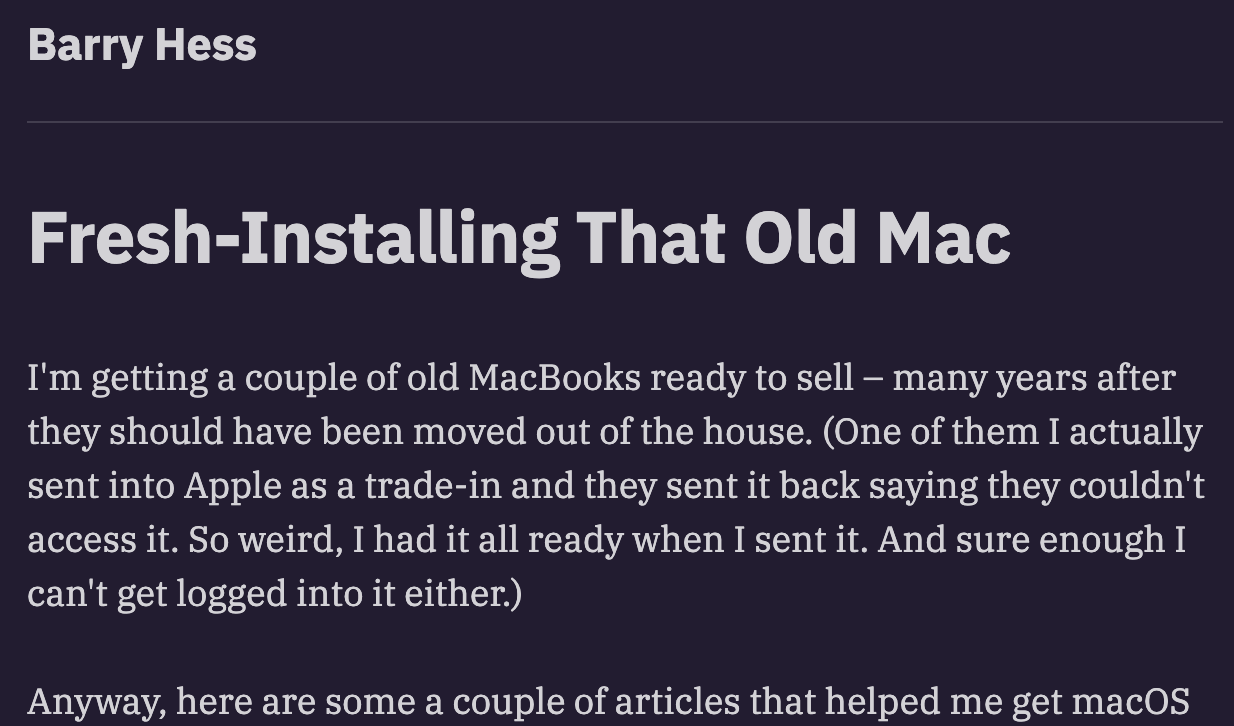 Barry Hess
Fresh-Installing That Old Mac
I'm getting a couple of old MacBooks ready to sell – many years after
they should have been moved out of the house. (One of them I actually
sent into Apple as a trade-in and they sent it back saying they couldn't
access it. So weird, I had it all ready when I sent it. And sure enough I
can't get logged into it either.)
Anyway, here are some a couple of articles that helped me get macOS